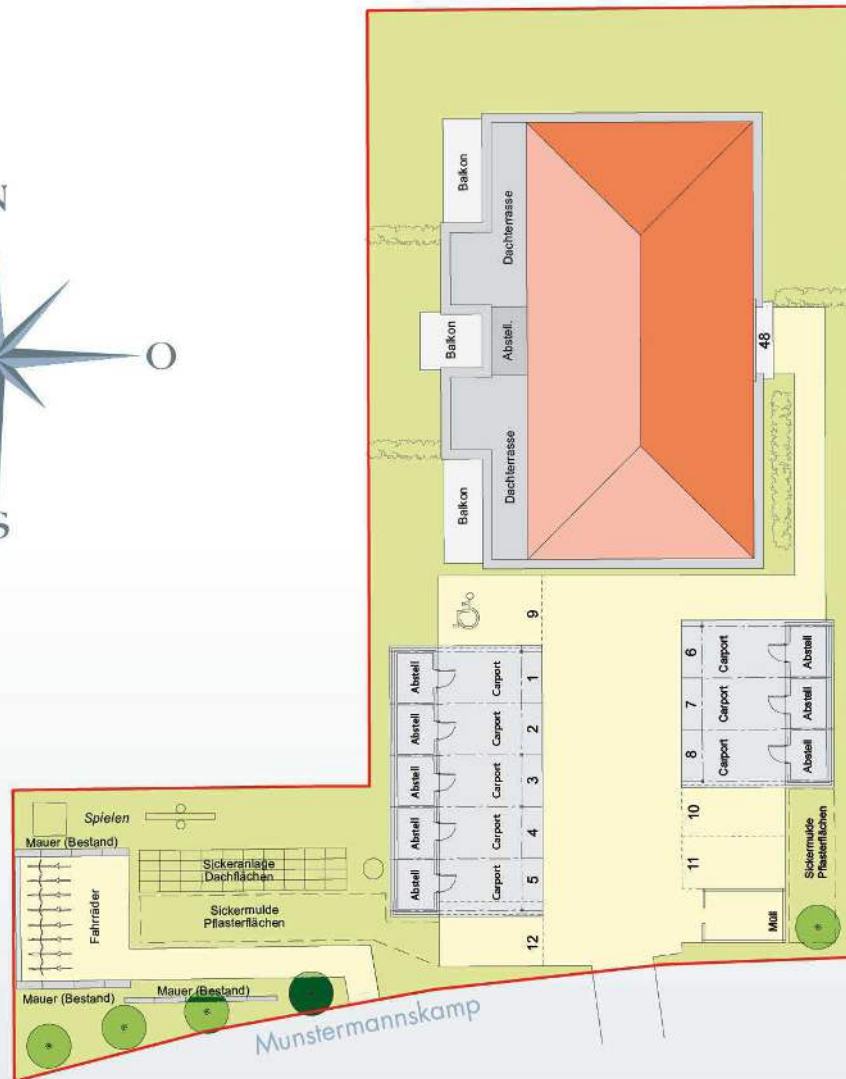 N
O
S
Balkon
Dachterrasse
Balkon
Abstell.
48
Balkon
Dachterrasse
9
Abstell
Carport
1
Abstell
Carport
2
Abstell
Carport
3
Abstell
Carport
4
Abstell
Carport
5
12
6
Carport
Abstell
7
Carport
Abstell
8
Carport
Abstell
10
11
Sickermulde
Pflasterflächen
Müll
Spielen
Mauer (Bestand)
Fahrräder
Sickeranlage
Dachflächen
Sickermulde
Pflasterflächen
Mauer (Bestand)
Mauer (Bestand)
Munstermannskamp